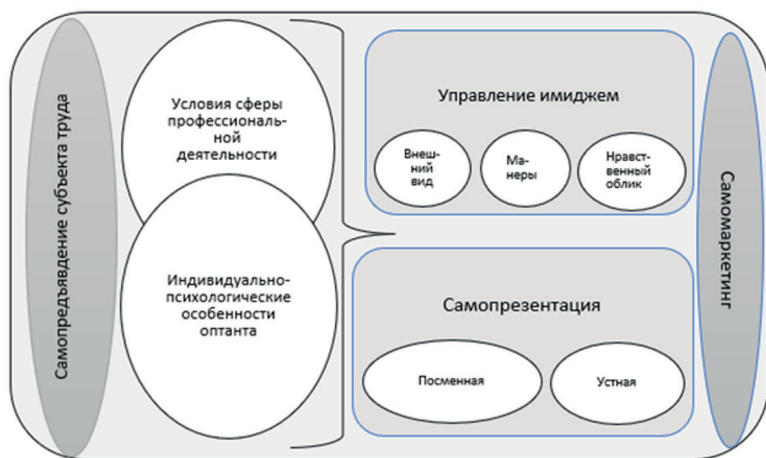 Самопредъявдение субъекта труда
Условия сферы
профессиональ-
ной
деятельности
Индивидуально-
психологические
особенности
оптанта
Управление имиджем
Внеш-
ний
вид
Ма-
неры
Нравст-
венный
облик
Самопрезентация
Посменная
Устная
Самомаркетинг